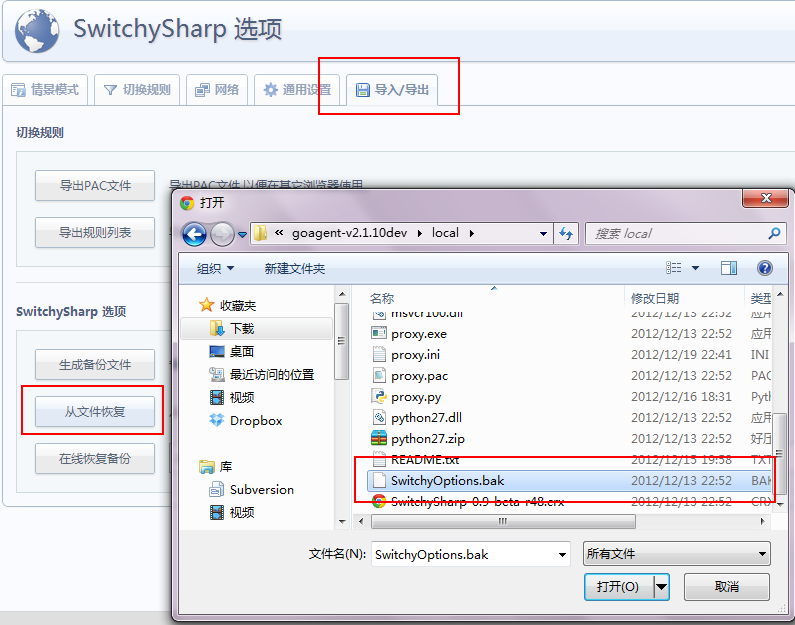 SwitchySharp 选项
情景模式 切换规则 网络 通用设置 导入/导出
切换规则
导出PAC文件 导出PAC文件,以便在其它浏览器使用
导出规则列表
SwitchySharp 选项
生成备份文件
从文件恢复
在线恢复备份
打开
« goagent-v2.1.10dev local 搜索 local
组织 新建文件夹
收藏夹
下载
桌面
最近访问的位置
视频
Dropbox
库
Subversion
视频
名称 修改日期 类型
msvcr100.dll 2012/12/13 22:52 应用
proxy.exe 2012/12/13 22:52 应用
proxy.ini 2012/12/19 22:41 INI
proxy.pac 2012/12/13 22:52 PAC
proxy.py 2012/12/16 18:31 Pyt
python27.dll 2012/12/13 22:52 应用
python27.zip 2012/12/13 22:52 好压
README.txt 2012/12/15 19:58 TXT
SwitchyOptions.bak 2012/12/13 22:52 BAK
SwitchySharp-0.9-beta-r48.crx 2012/12/13 22:52 CRX
文件名(N): SwitchyOptions.bak 所有文件
打开(O) 取消